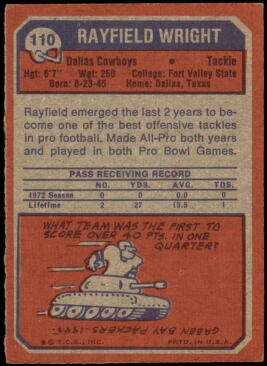 110
RAYFIELD WRIGHT
Dallas Cowboys Tackle
Hgt: 6'7" Wgt: 250 College: Fort Valley State
Born: 8-23-45 Home: Dallas, Texas
Rayfield emerged the last 2 years to be-
come one of the best offensive tackles
in pro football. Made All-Pro both years
and played in both Pro Bowl Games.
PASS RECEIVING RECORD
NO. YDS. AVG. TDS.
1972 Season 0 0 0.0 0
Lifetime 2 27 13.5 1
WHAT TEAM WAS THE FIRST TO
SCORE OVER 40 PTS. IN ONE
QUARTER?
GREEN BAY PACKERS-1945.
© T.C.G., INC. PRTD. IN U.S.A.